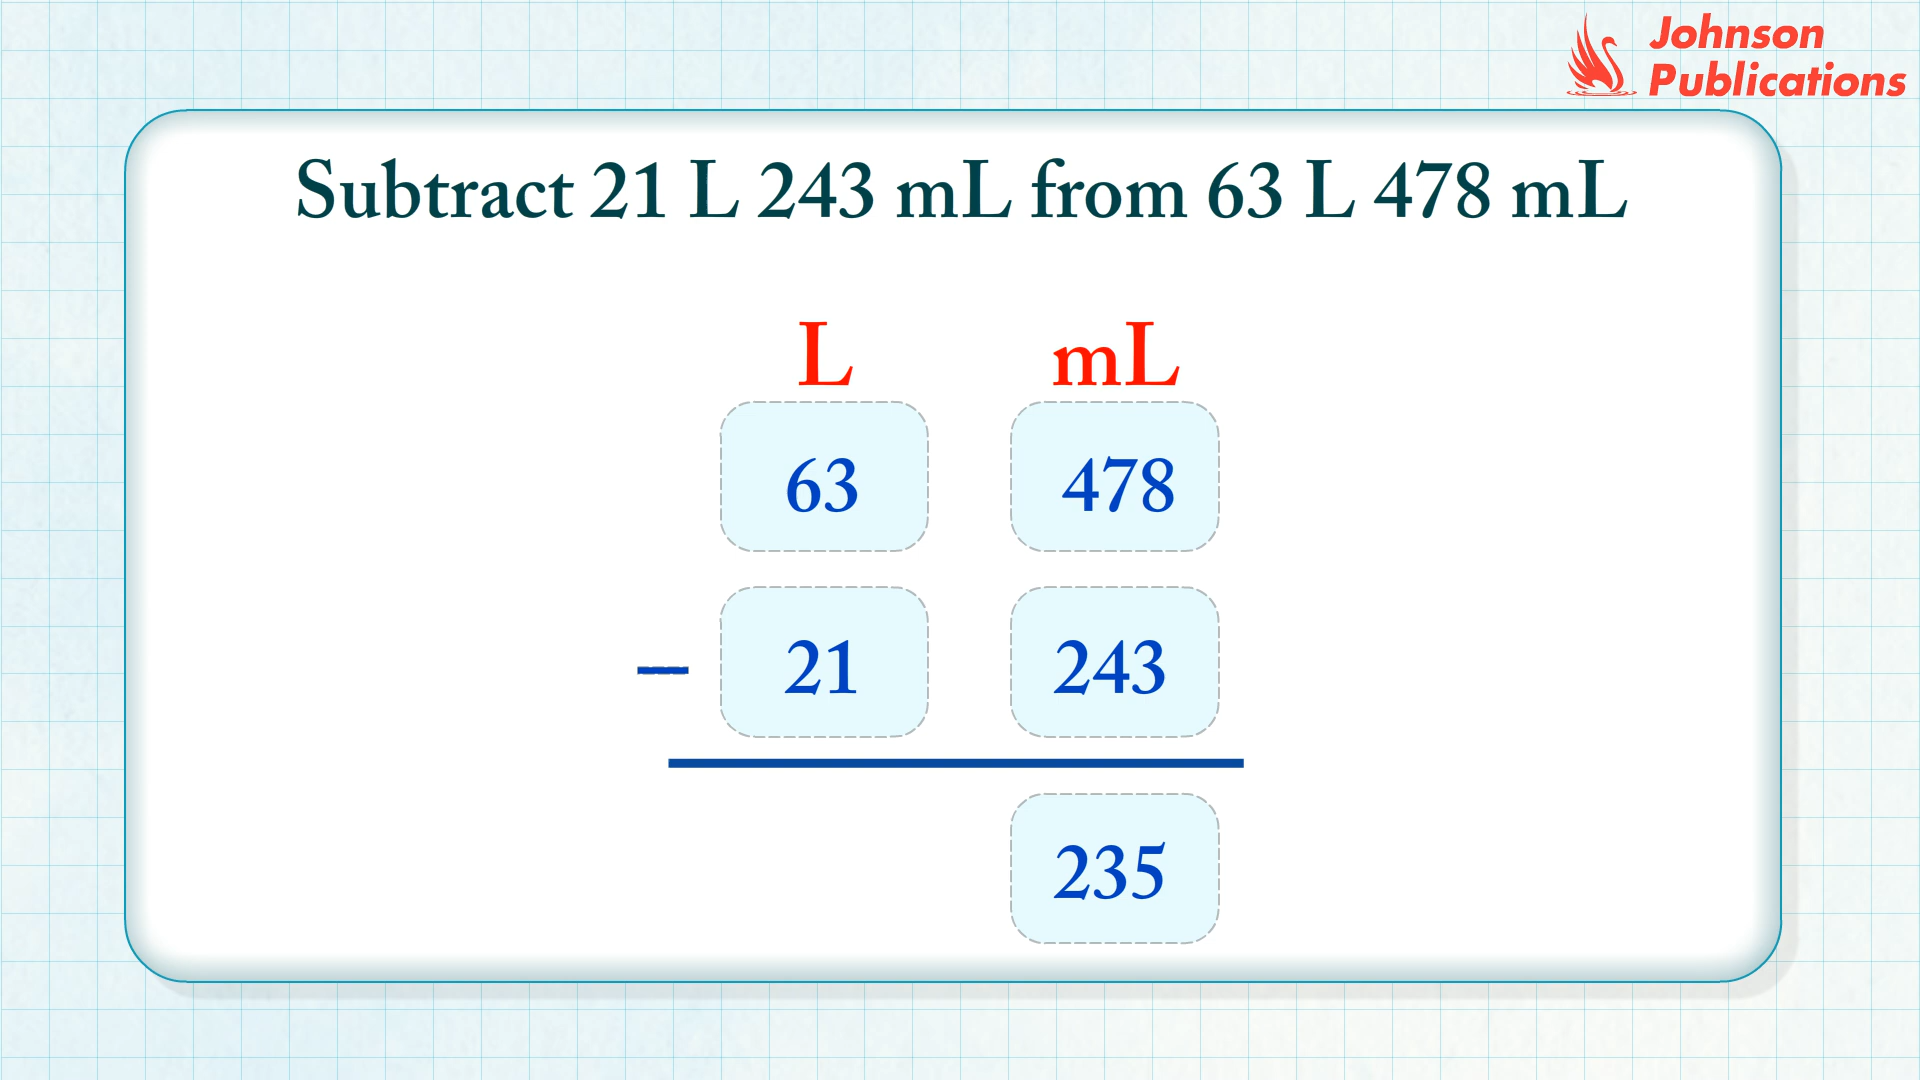 Johnson
Publications
Subtract 21 L 243 mL from 63 L 478 mL
L mL
63 478
– 21 243
235